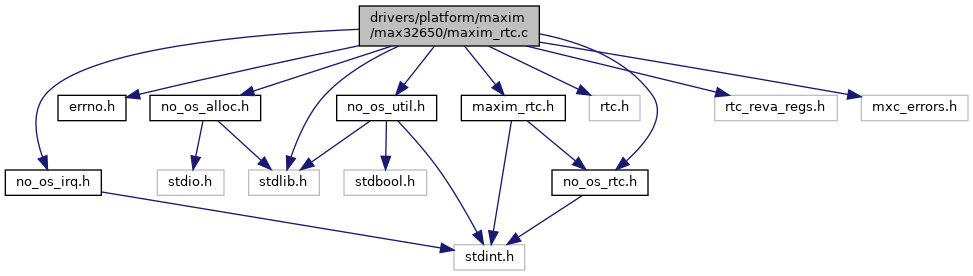 drivers/platform/maxim
/max32650/maxim_rtc.c
errno.h
no_os_alloc.h
no_os_util.h
maxim_rtc.h
rtc.h
rtc_reva_regs.h
mxc_errors.h
no_os_irq.h
stdio.h
stdlib.h
stdbool.h
no_os_rtc.h
stdint.h